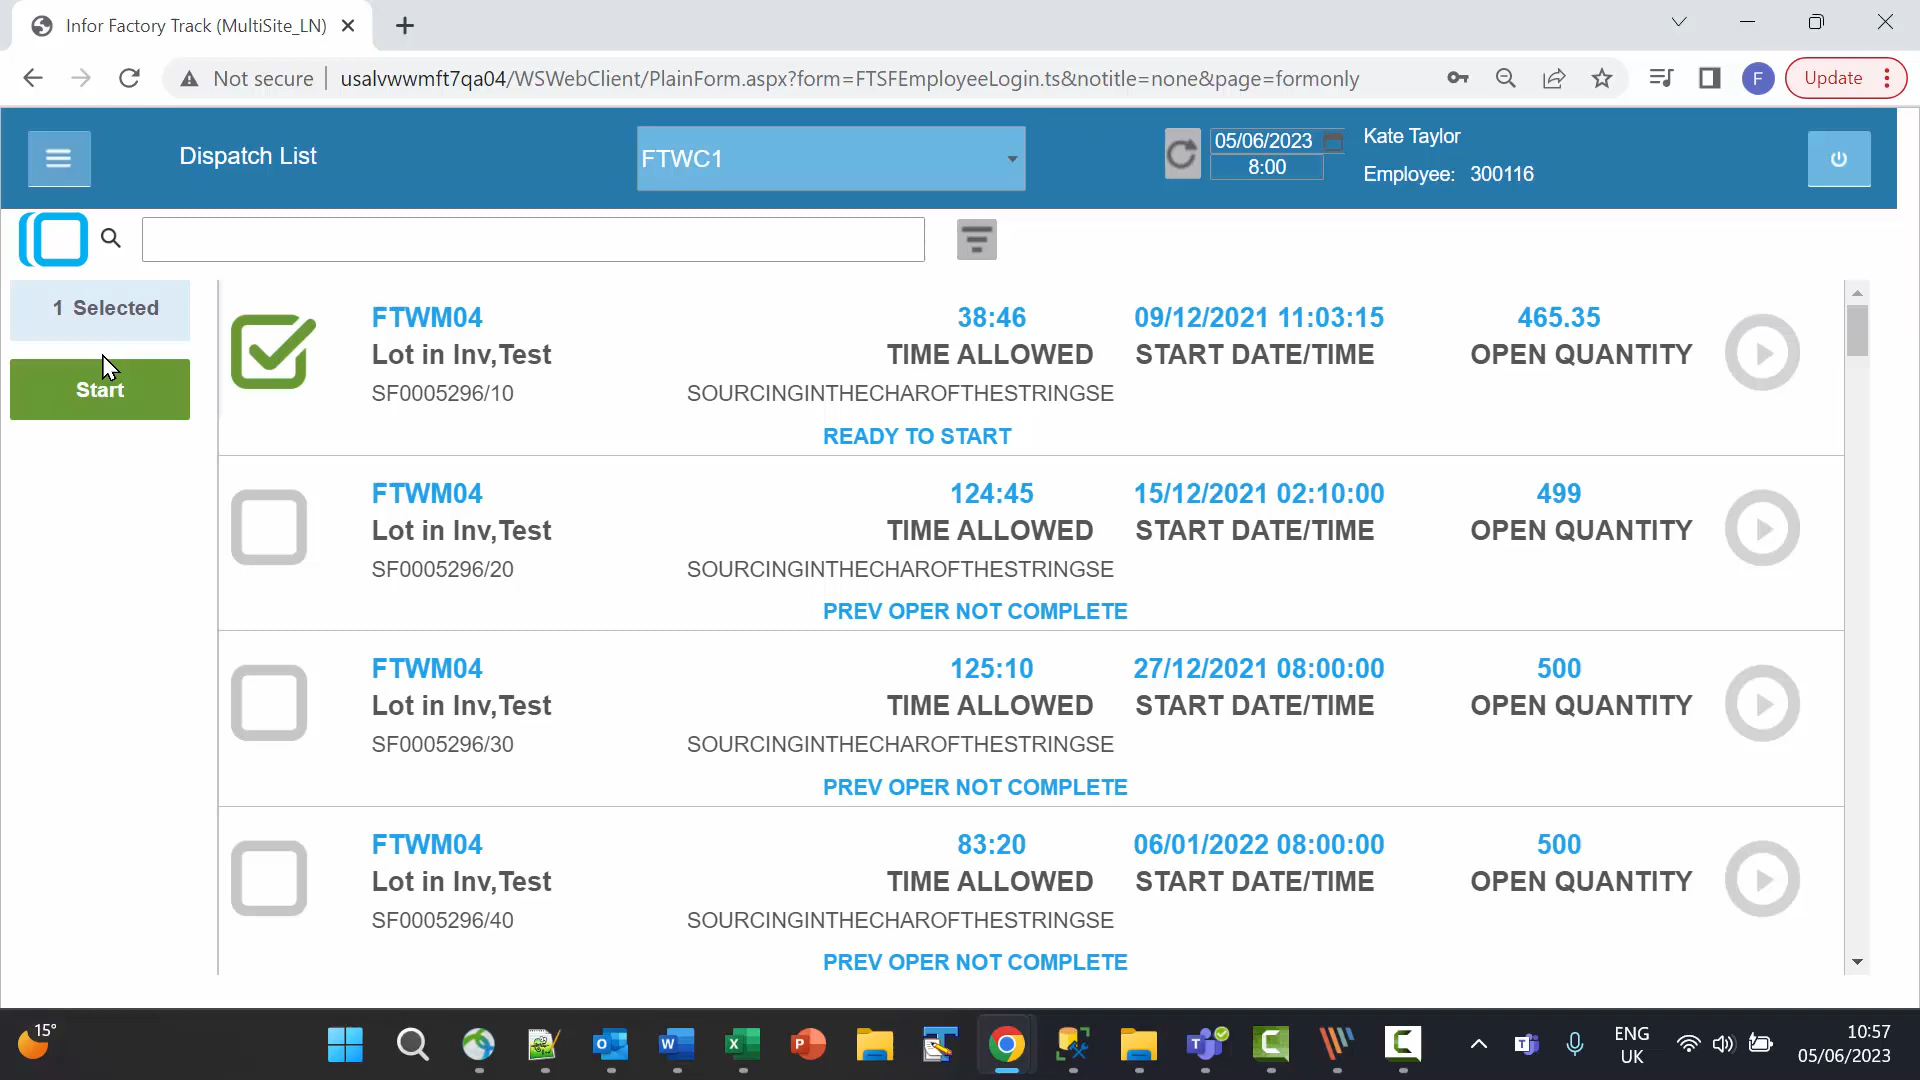 Infor Factory Track (MultiSite_LN)
Not secure
usalvwwmft7qa04/WSWebClient/PlainForm.aspx?form=FTSFEmployeeLogin.ts&notitle=none&page=formonly
F
Update
Dispatch List
FTWC1
05/06/2023
8:00
Kate Taylor
Employee: 300116
1 Selected
Start
FTWM04 38:46 09/12/2021 11:03:15 465.35
Lot in Inv,Test TIME ALLOWED START DATE/TIME OPEN QUANTITY
SF0005296/10 SOURCINGINTHECHAROFTHESTRINGSE
READY TO START
FTWM04 124:45 15/12/2021 02:10:00 499
Lot in Inv,Test TIME ALLOWED START DATE/TIME OPEN QUANTITY
SF0005296/20 SOURCINGINTHECHAROFTHESTRINGSE
PREV OPER NOT COMPLETE
FTWM04 125:10 27/12/2021 08:00:00 500
Lot in Inv,Test TIME ALLOWED START DATE/TIME OPEN QUANTITY
SF0005296/30 SOURCINGINTHECHAROFTHESTRINGSE
PREV OPER NOT COMPLETE
FTWM04 83:20 06/01/2022 08:00:00 500
Lot in Inv,Test TIME ALLOWED START DATE/TIME OPEN QUANTITY
SF0005296/40 SOURCINGINTHECHAROFTHESTRINGSE
PREV OPER NOT COMPLETE
15°
ENG
UK
10:57
05/06/2023